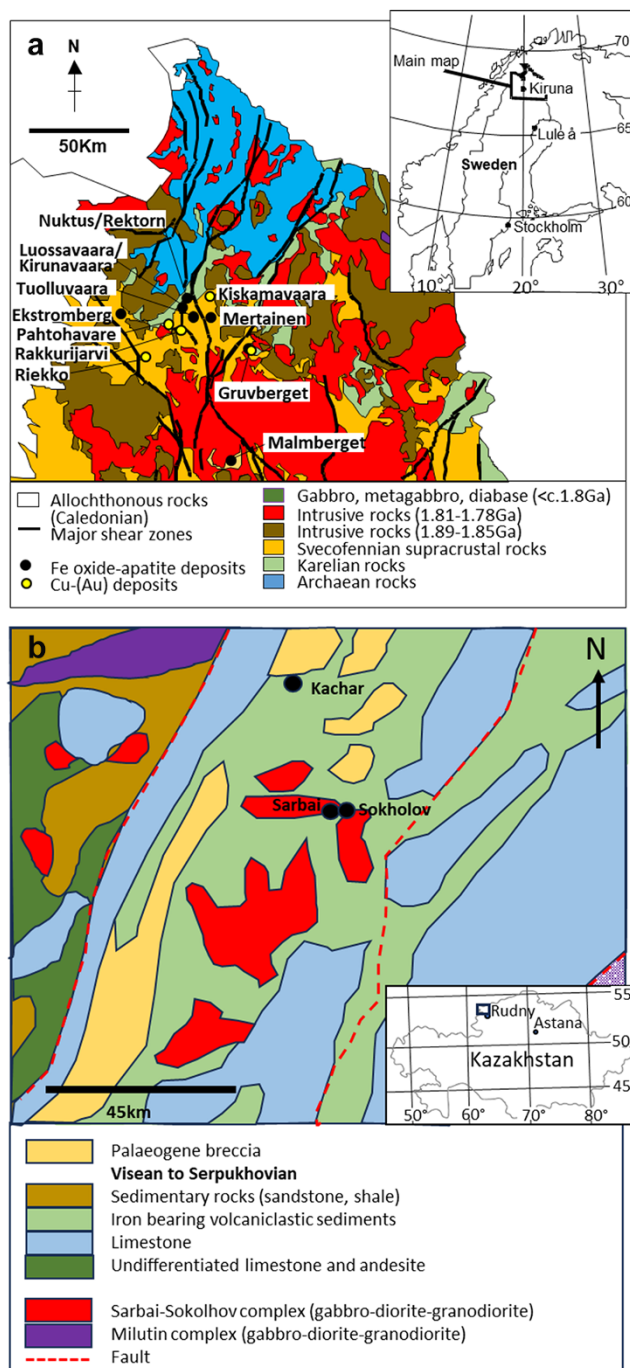 a
N
50Km
Main map
Kiruna
Lule å
Sweden
Stockholm
70
65
60
10°
20°
30°
Nuktus/Rektorn
Luossavaara/
Kirunavaara
Tuolluvaara
Ekstromberg
Pahtohavare
Rakkurijarvi
Riekko
Kiskamavaara
Mertainen
Gruvberget
Malmberget
Allochthonous rocks
(Caledonian)
Major shear zones
Fe oxide-apatite deposits
Cu-(Au) deposits
Gabbro, metagabbro, diabase (<c.1.8Ga)
Intrusive rocks (1.81-1.78Ga)
Intrusive rocks (1.89-1.85Ga)
Svecofennian supracrustal rocks
Karelian rocks
Archaean rocks
b
N
Kachar
Sarbai
Sokholov
45km
Rudny
Astana
Kazakhstan
55
50
45
50°
60°
70°
80°
Palaeogene breccia
Visean to Serpukhovian
Sedimentary rocks (sandstone, shale)
Iron bearing volcaniclastic sediments
Limestone
Undifferentiated limestone and andesite
Sarbai-Sokolhov complex (gabbro-diorite-granodiorite)
Milutin complex (gabbro-diorite-granodiorite)
Fault